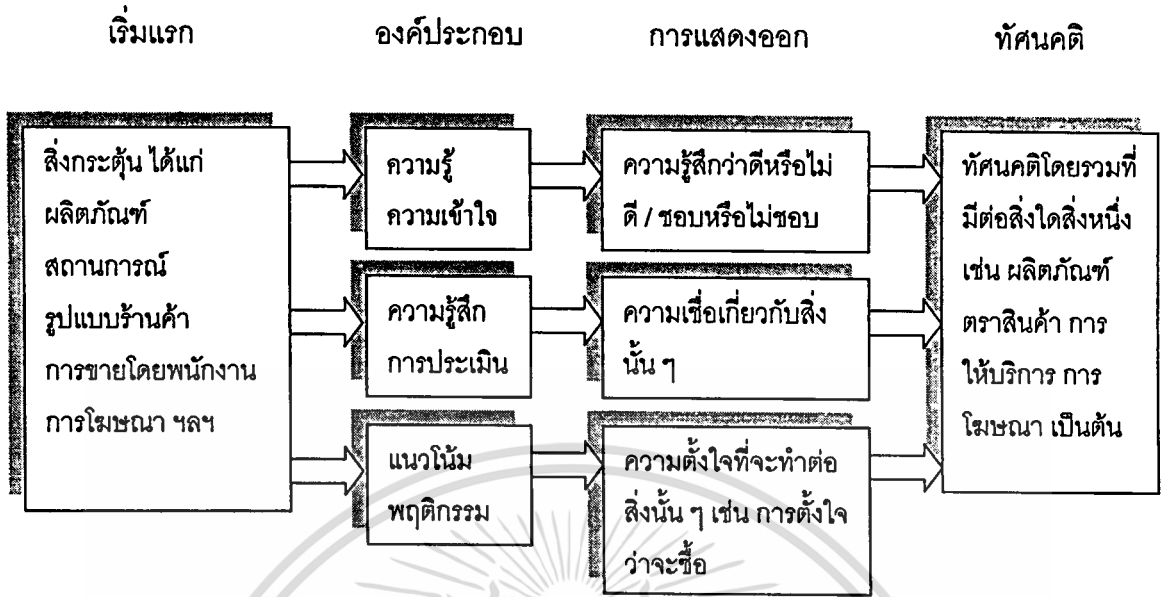 เริ่มแรก องค์ประกอบ การแสดงออก ทัศนคติ
สิ่งกระตุ้น ได้แก่
ผลิตภัณฑ์
สถานการณ์
รูปแบบร้านค้า
การขายโดยพนักงาน
การโฆษณา ฯลฯ
ความรู้
ความเข้าใจ
ความรู้สึกว่าดีหรือไม่
ดี / ชอบหรือไม่ชอบ
ความรู้สึก
การประเมิน
ความเชื่อเกี่ยวกับสิ่ง
นั้น ๆ
แนวโน้ม
พฤติกรรม
ความตั้งใจที่จะทำต่อ
สิ่งนั้น ๆ เช่น การตั้งใจ
ว่าจะซื้อ
ทัศนคติโดยรวมที่
มีต่อสิ่งใดสิ่งหนึ่ง
เช่น ผลิตภัณฑ์
ตราสินค้า การ
ให้บริการ การ
โฆษณา เป็นต้น